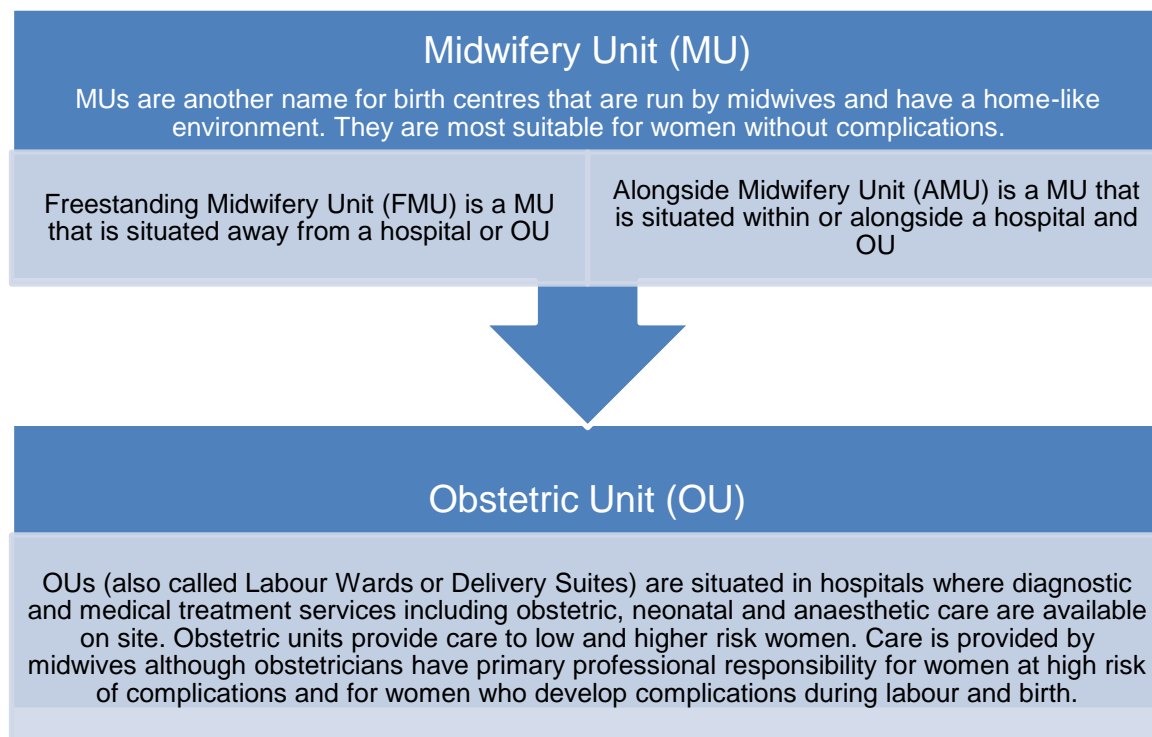 Midwifery Unit (MU)
MUs are another name for birth centres that are run by midwives and have a home-like
environment. They are most suitable for women without complications.
Freestanding Midwifery Unit (FMU) is a MU
that is situated away from a hospital or OU
Alongside Midwifery Unit (AMU) is a MU that
is situated within or alongside a hospital and
OU
Obstetric Unit (OU)
OUs (also called Labour Wards or Delivery Suites) are situated in hospitals where diagnostic
and medical treatment services including obstetric, neonatal and anaesthetic care are available
on site. Obstetric units provide care to low and higher risk women. Care is provided by
midwives although obstetricians have primary professional responsibility for women at high risk
of complications and for women who develop complications during labour and birth.